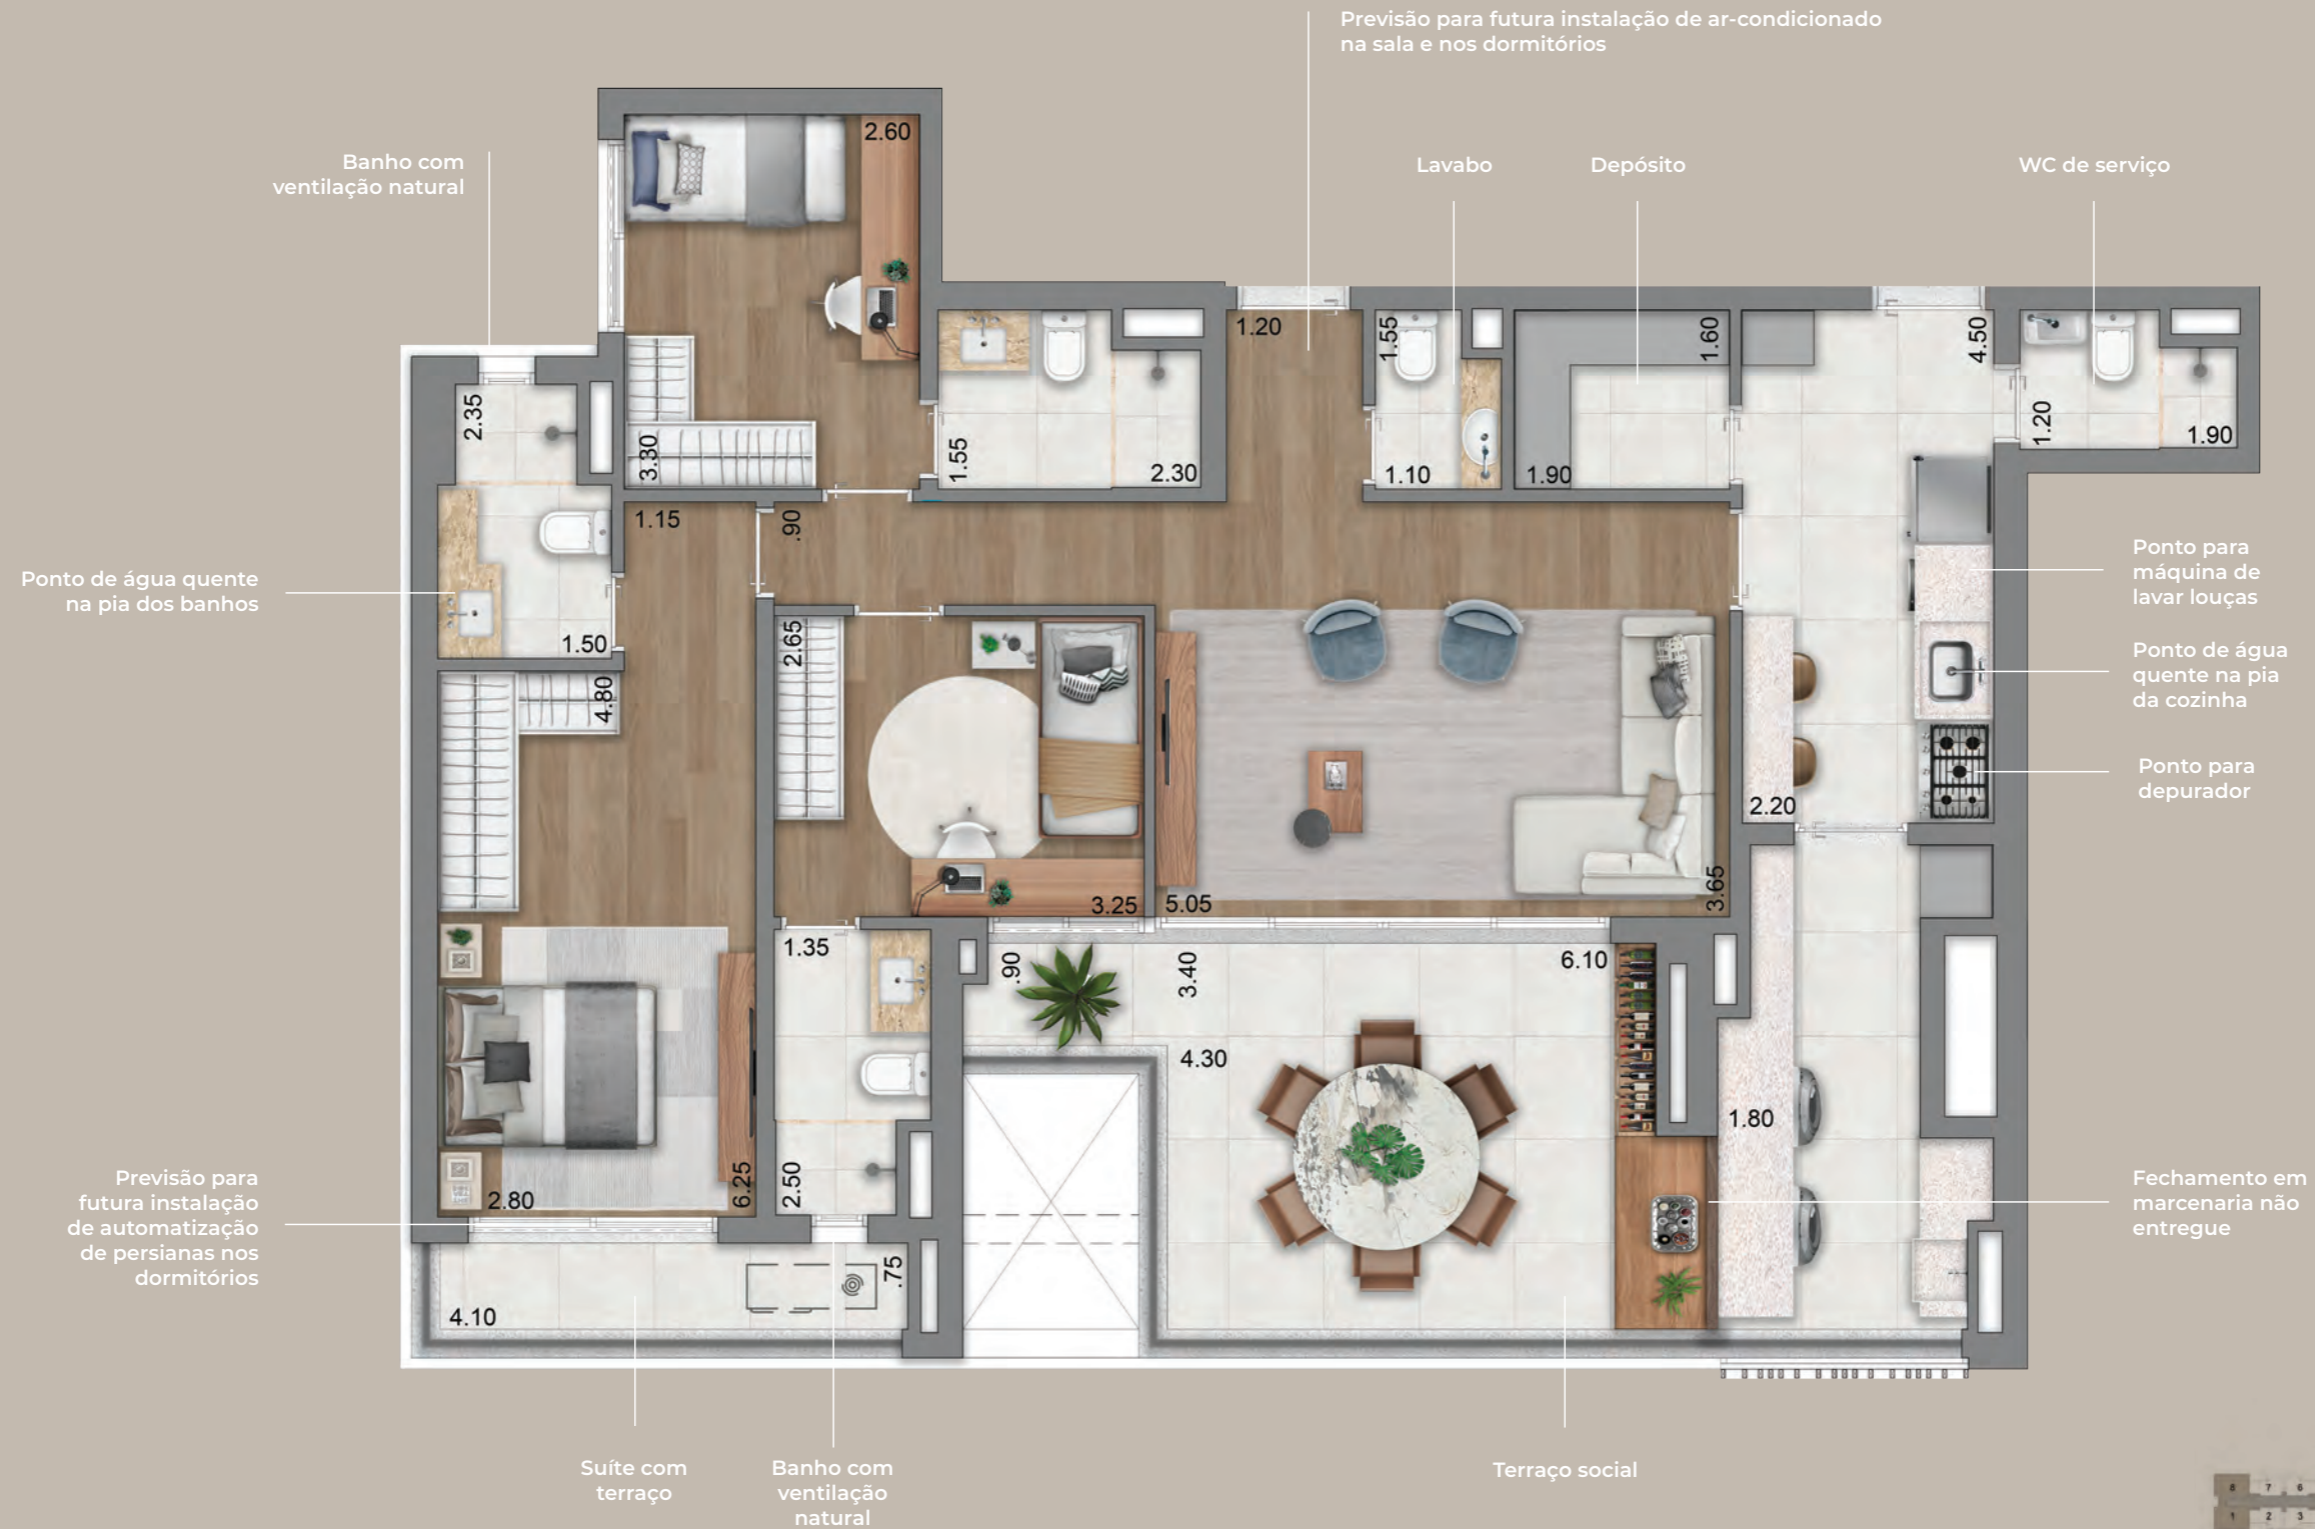 Previsão para futura instalação de ar-condicionado
na sala e nos dormitórios
Banho com
ventilação natural
Lavabo
Depósito
WC de serviço
2.60
1.20
1.55
1.60
4.50
2.35
3.30
1.55
2.30
1.10
1.90
1.20
1.90
1.15
.90
Ponto de água quente
na pia dos banhos
Ponto para
máquina de
lavar louças
1.50
2.65
4.80
Ponto de água
quente na pia
da cozinha
Ponto para
depurador
2.20
3.25
5.05
3.65
1.35
.90
3.40
6.10
4.30
1.80
Previsão para
futura instalação
de automatização
de persianas nos
dormitórios
2.80
6.25
2.50
Fechamento em
marcenaria não
entregue
.75
4.10
Suíte com
terraço
Banho com
ventilação
natural
Terraço social
8 7 6
1 2 3